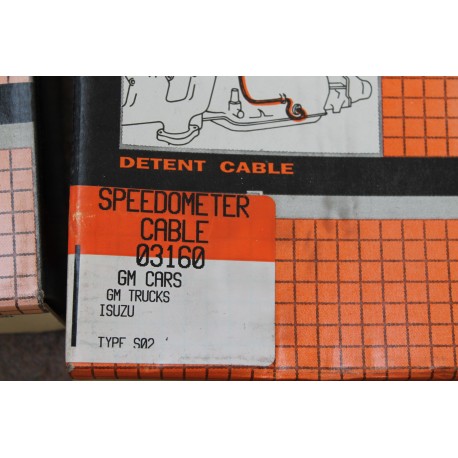 DETENT CABLE
SPEEDOMETER
CABLE
03160
GM CARS
GM TRUCKS
ISUZU
TYPE S02